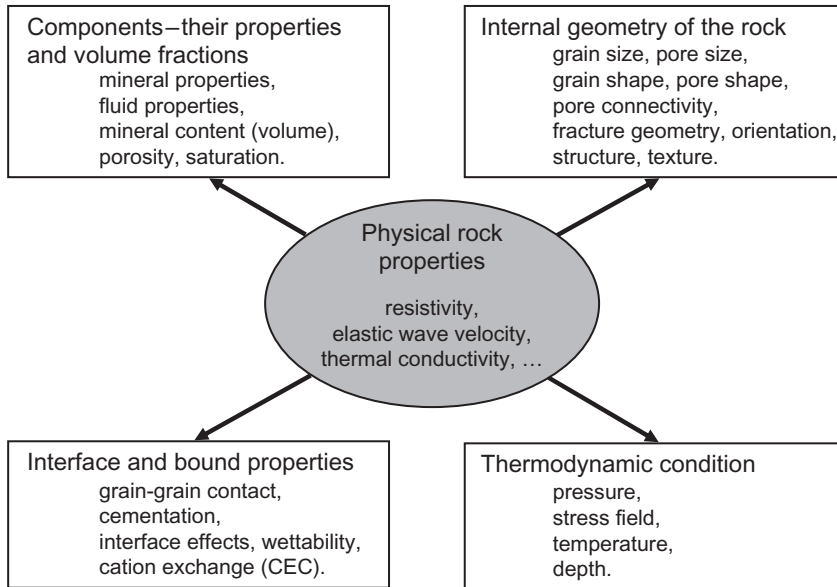 Components–their properties
and volume fractions
mineral properties,
fluid properties,
mineral content (volume),
porosity, saturation.
Internal geometry of the rock
grain size, pore size,
grain shape, pore shape,
pore connectivity,
fracture geometry, orientation,
structure, texture.
Physical rock
properties
resistivity,
elastic wave velocity,
thermal conductivity, …
Interface and bound properties
grain-grain contact,
cementation,
interface effects, wettability,
cation exchange (CEC).
Thermodynamic condition
pressure,
stress field,
temperature,
depth.